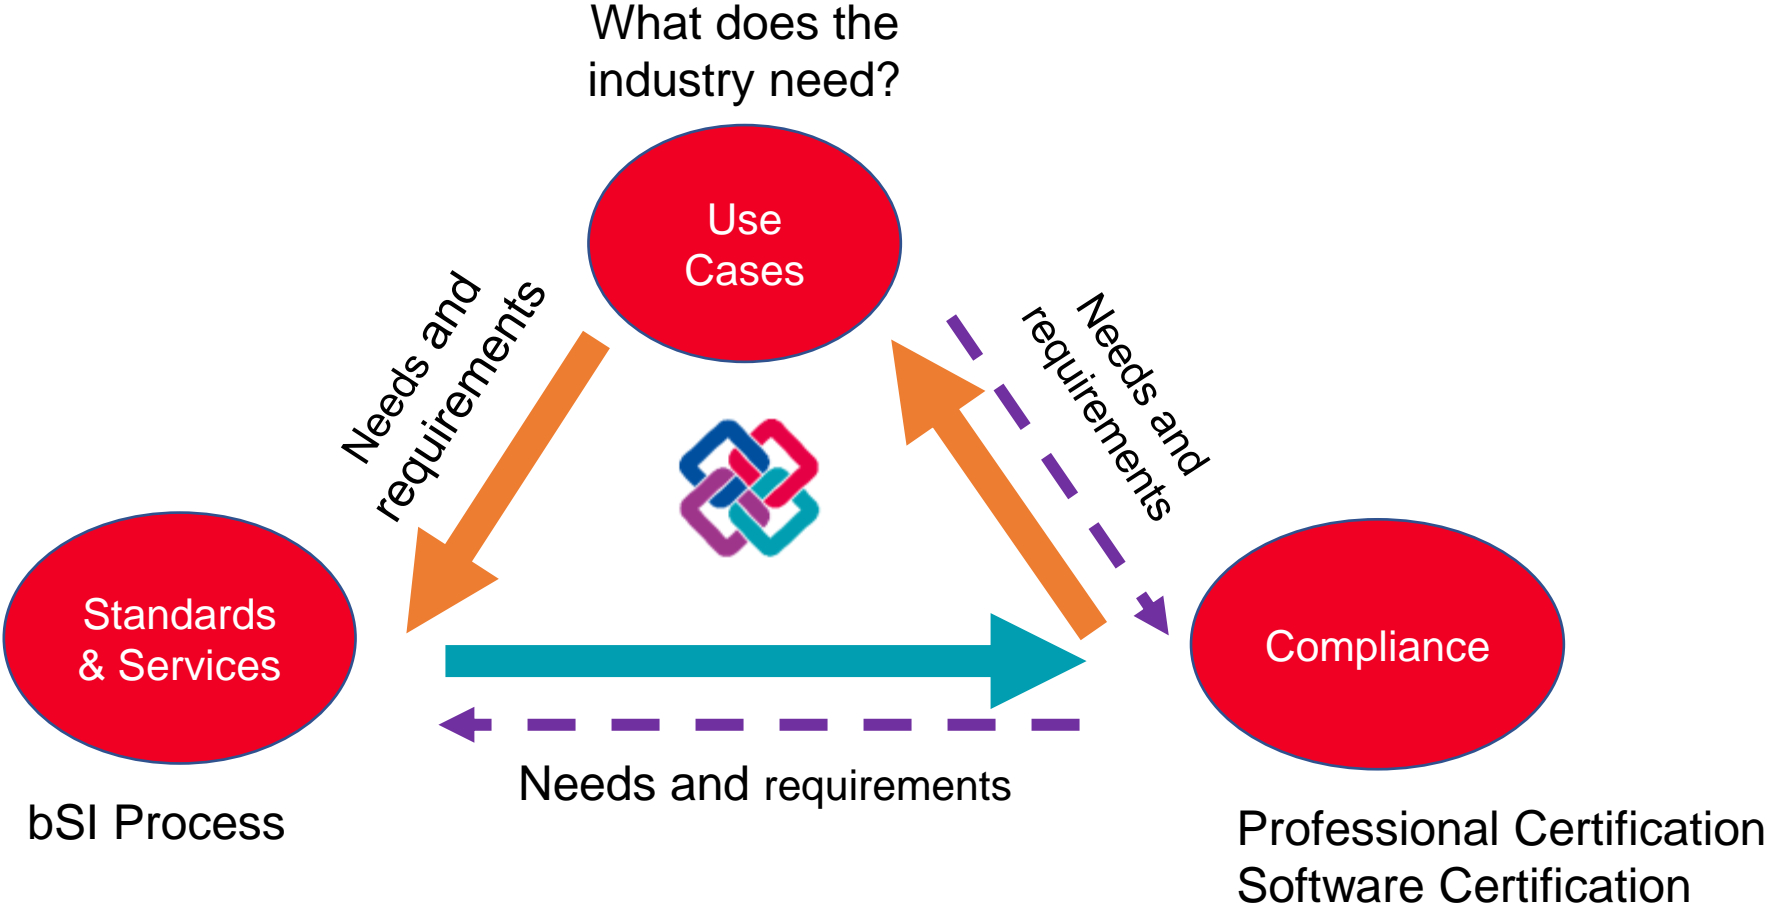 What does the
industry need?
Use
Cases
Needs and
requirements
Needs and
requirements
Standards
& Services
Compliance
Needs and requirements
bSI Process
Professional Certification
Software Certification